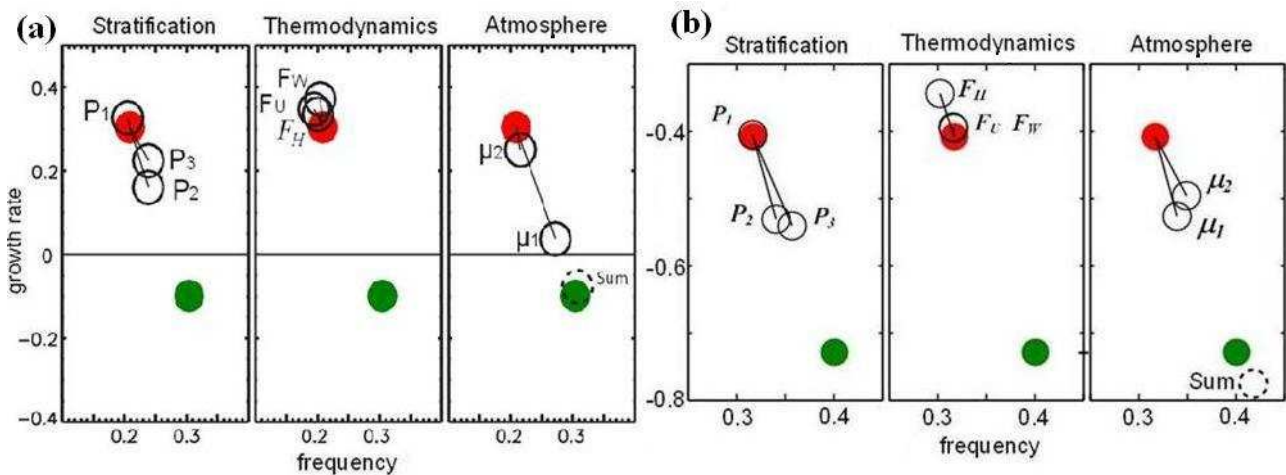 (a) Stratification Thermodynamics Atmosphere
0.4
0.2
0
−0.2
−0.4
growth rate
P1
P3
P2
FW
FU
FH
μ2
μ1
Sum
0.2 0.3 0.2 0.3 0.2 0.3
frequency
(b)
Stratification Thermodynamics Atmosphere
-0.4
-0.6
-0.8
P1
P2 P3
FH
FU FW
μ2
μ1
Sum
0.3 0.4 0.3 0.4 0.3 0.4
frequency